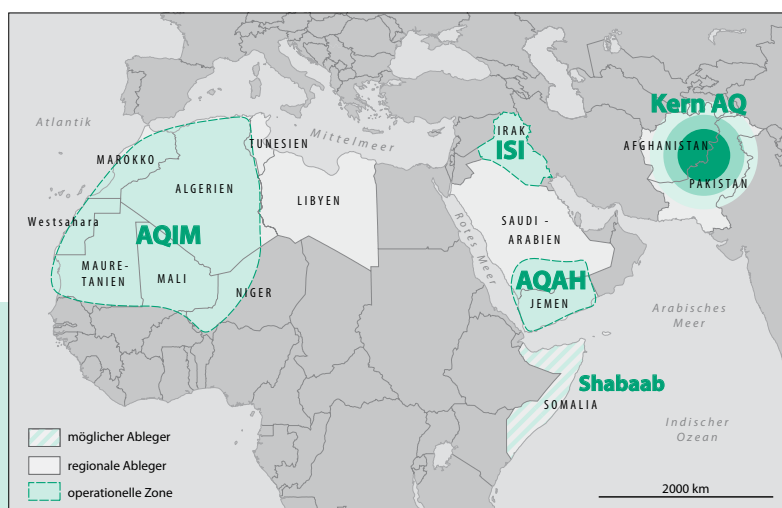 Kern AQ
Atlantik
IRAK
ISI
AFGHANISTAN
TUNESIEN
Mittelmeer
MAROKKO
PAKISTAN
ALGERIEN
LIBYEN
Westsahara
SAUDI -
ARABIEN
AQIM
Rotes Meer
MAURE-
TANIEN
MALI
NIGER
AQAH
JEMEN
Arabisches
Meer
Shabaab
SOMALIA
Indischer
Ozean
möglicher Ableger
regionale Ableger
operationelle Zone
2000 km